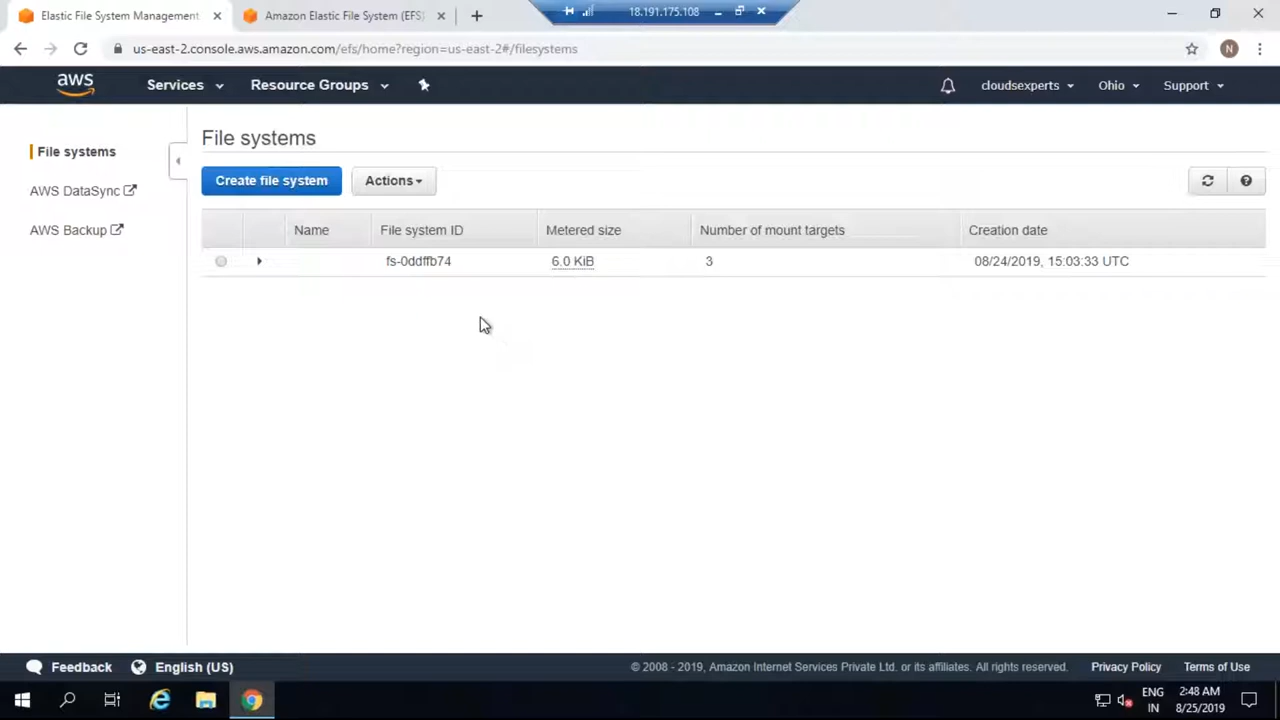 Elastic File System Management
Amazon Elastic File System (EFS)
18.191.175.108
us-east-2.console.aws.amazon.com/efs/home?region=us-east-2#/filesystems
N
aws
Services
Resource Groups
cloudsexperts
Ohio
Support
File systems
AWS DataSync
AWS Backup
File systems
Create file system
Actions
Name
File system ID
Metered size
Number of mount targets
Creation date
fs-0ddffb74
6.0 KiB
3
08/24/2019, 15:03:33 UTC
Feedback
English (US)
© 2008 - 2019, Amazon Internet Services Private Ltd. or its affiliates. All rights reserved.
Privacy Policy
Terms of Use
ENG
IN
2:48 AM
8/25/2019